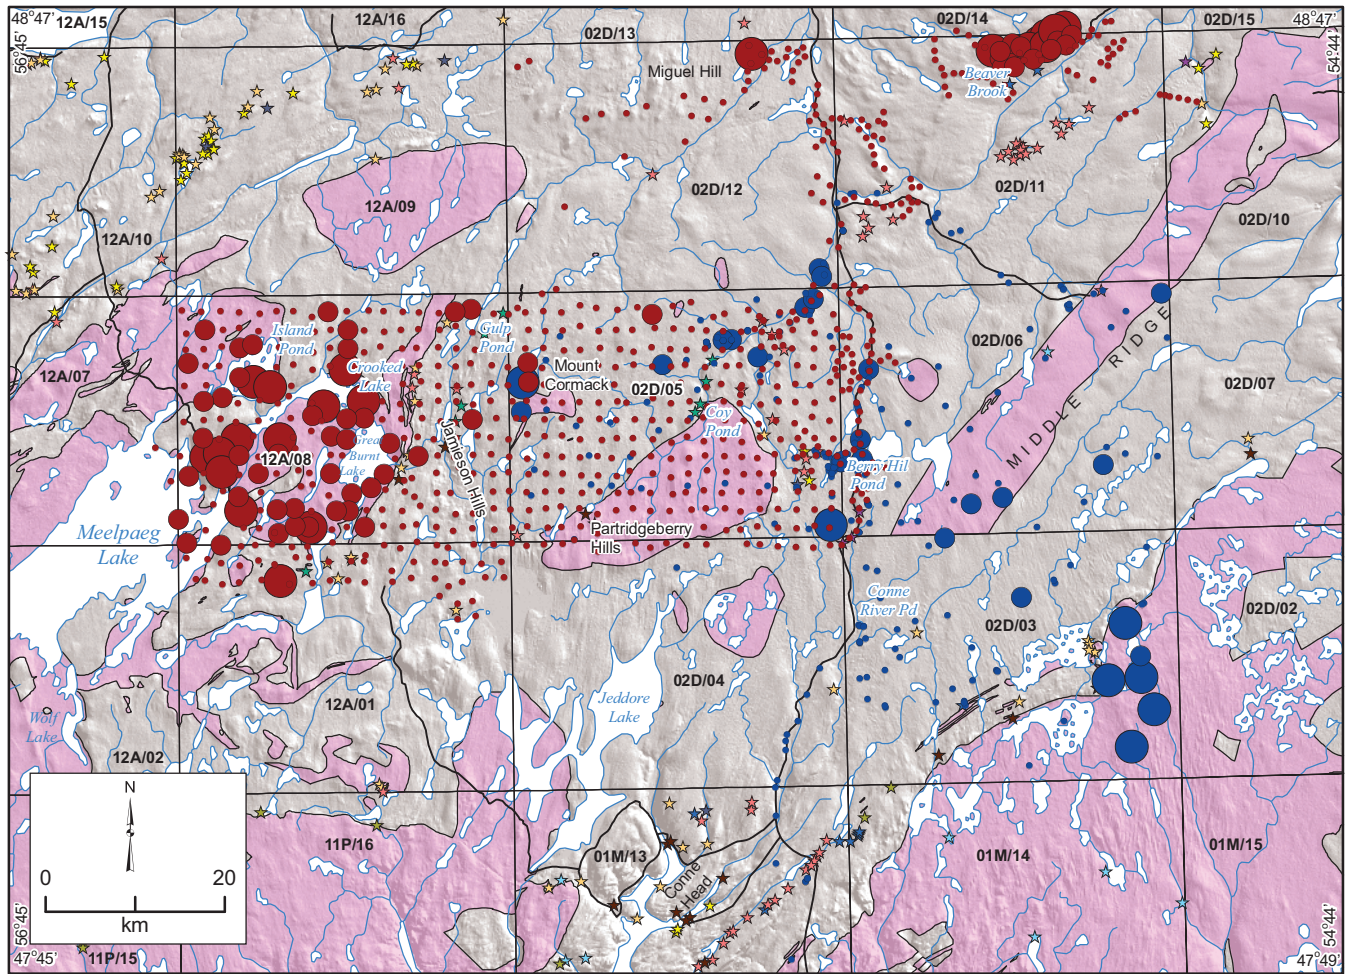 48°47'
12A/15
12A/16
02D/13
02D/14
02D/15
48°47'
56°45'
54°44'
Miguel Hill
Beaver
Brook
12A/09
02D/12
02D/11
02D/10
12A/10
Island
Pond
Gulp
Pond
Crooked
Lake
Mount
Cormack
02D/05
02D/06
MIDDLE RIDGE
12A/07
02D/07
Coy
Pond
Great
Burnt
Lake
12A/08
Jamieson Hills
Berry Hil
Pond
Meelpaeg
Lake
Partridgeberry
Hills
Conne
River Pd
02D/03
02D/02
02D/04
Jeddore
Lake
12A/01
Wolf
Lake
12A/02
N
0
20
km
11P/16
01M/13
Conne
Head
01M/14
01M/15
56°45'
54°44'
47°45'
11P/15
47°49'